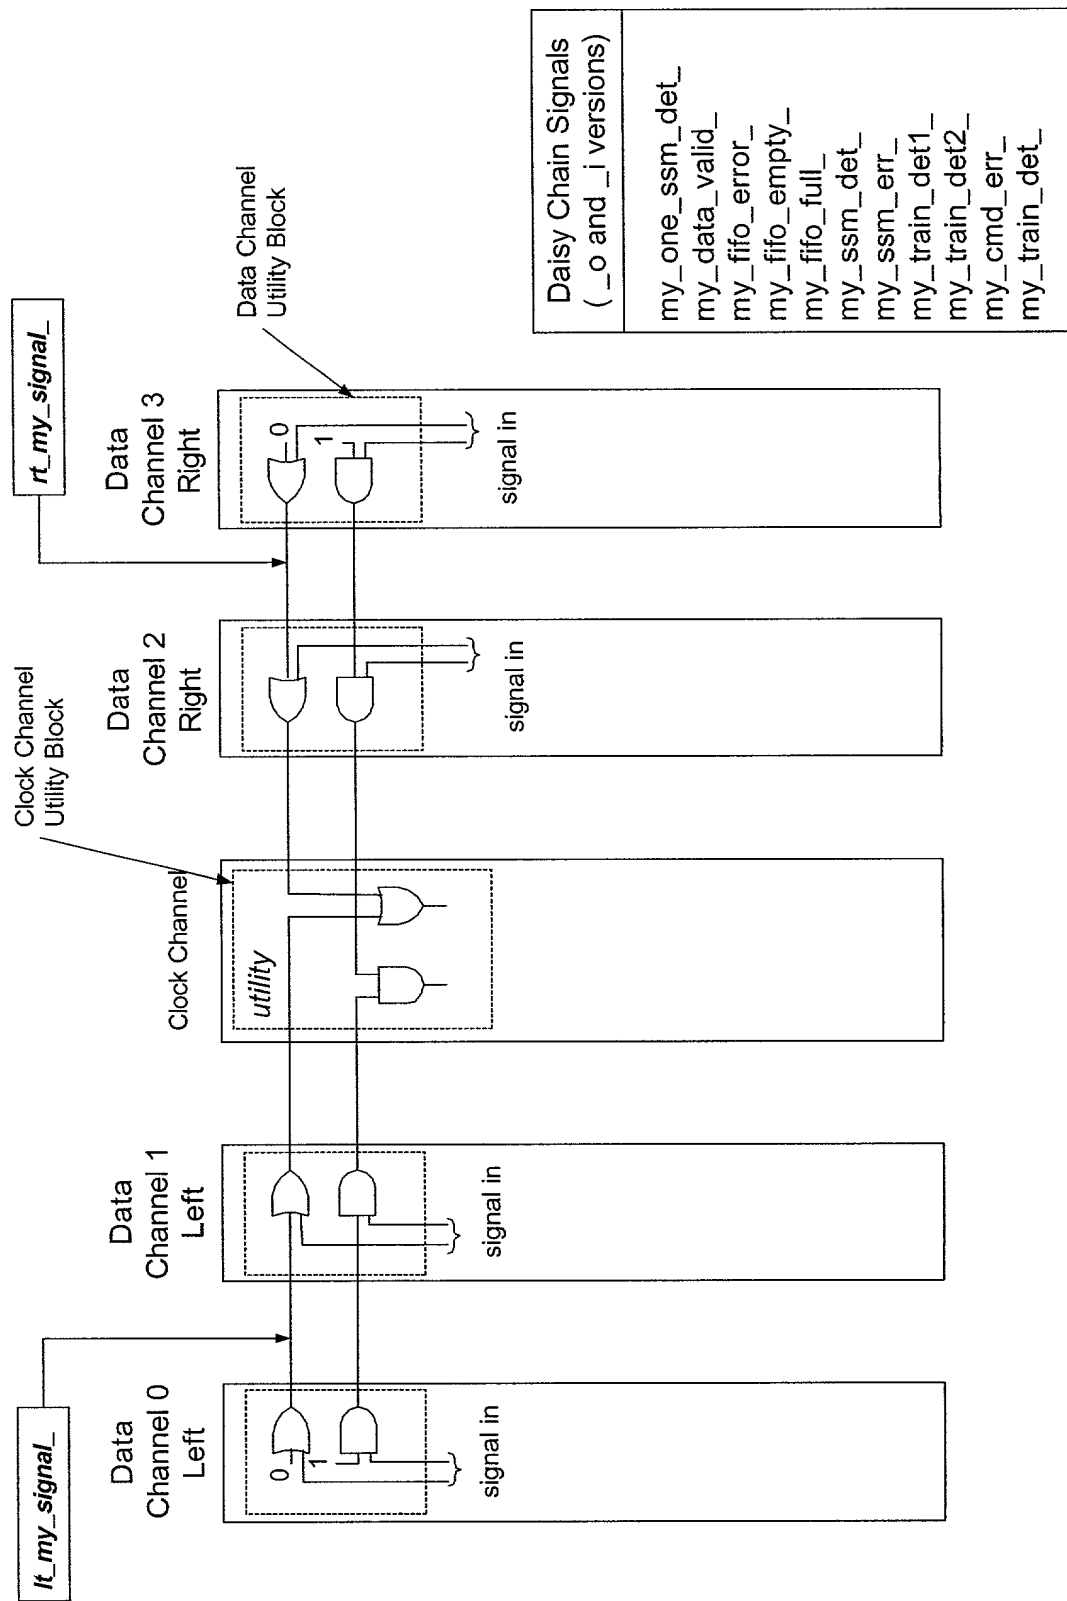 lt_my_signal_
rt_my_signal_
Clock Channel
Utility Block
Data
Channel 0
Left
Data
Channel 1
Left
Clock Channel
Data
Channel 2
Right
Data
Channel 3
Right
Data Channel
Utility Block
0
1
signal in
signal in
utility
signal in
0
1
signal in
Daisy Chain Signals
( _o and _i versions)
my_one_ssm_det_
my_data_valid_
my_fifo_error_
my_fifo_empty_
my_fifo_full_
my_ssm_det_
my_ssm_err_
my_train_det1_
my_train_det2_
my_cmd_err_
my_train_det_